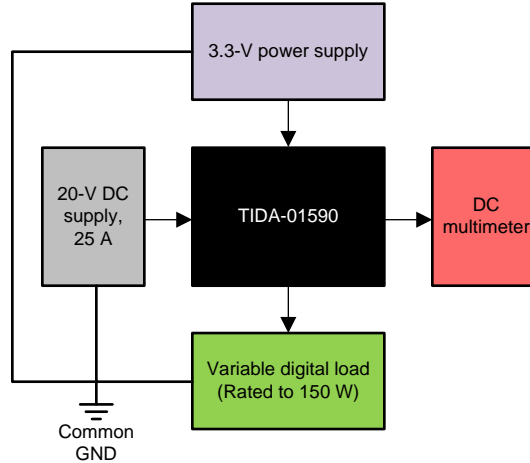 3.3-V power supply
20-V DC
supply,
25 A
TIDA-01590
DC
multimeter
Variable digital load
(Rated to 150 W)
Common
GND